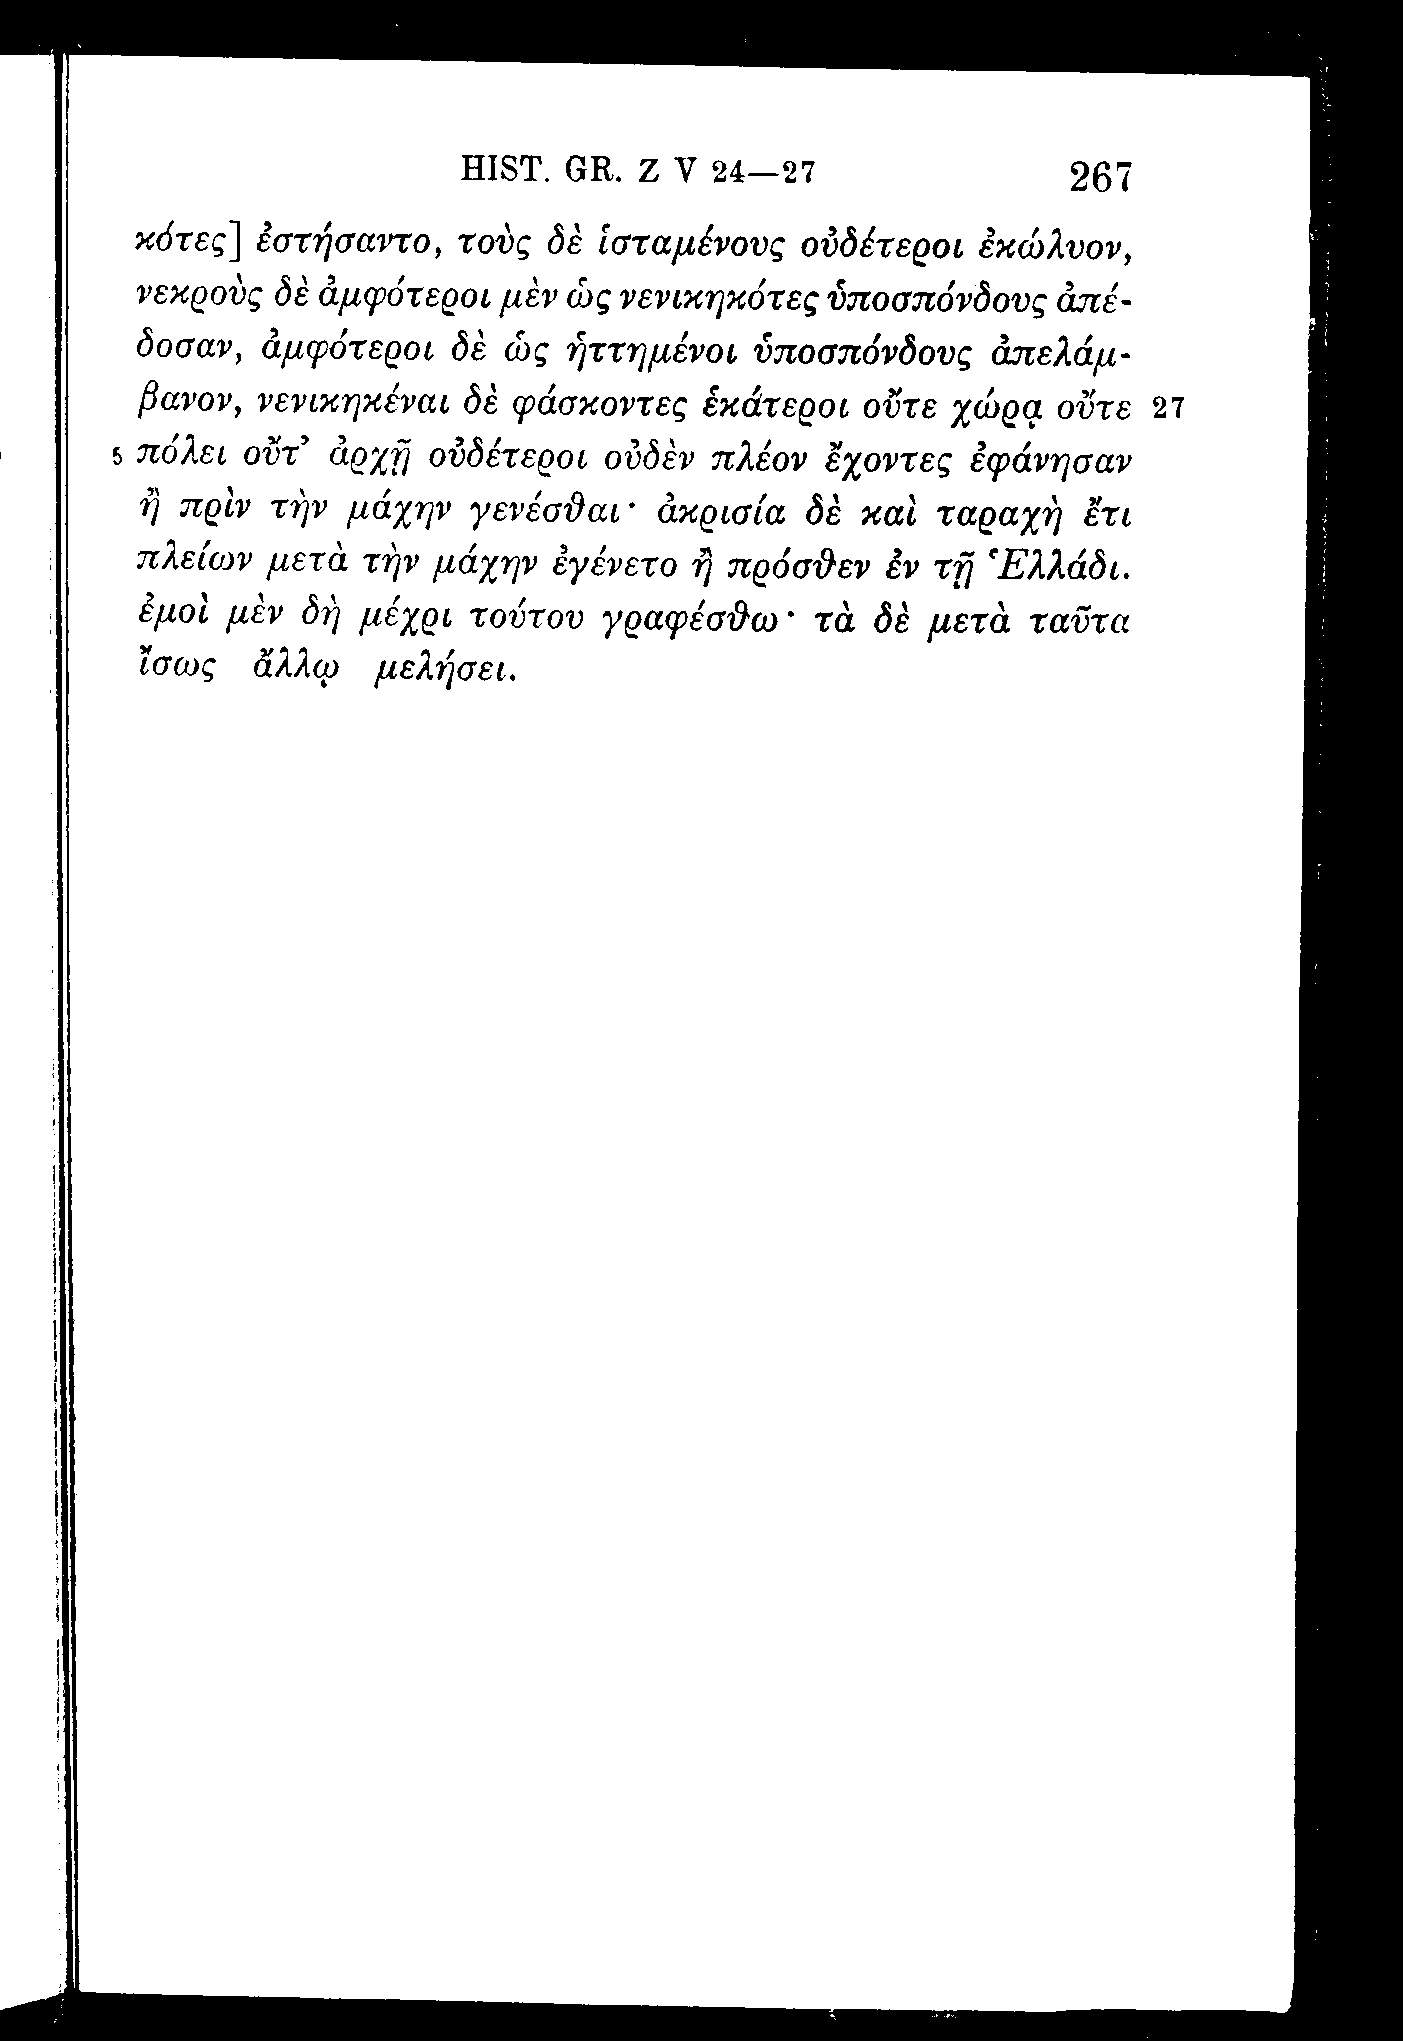 HIST. GR. Z V 24—27 267
κότες] ἐστήσαντο, τοὺς δὲ ἱσταμένους οὐδέτεροι ἐκώλυον,
νεκροὺς δὲ ἀμφότεροι μὲν ὡς νενικηκότες ὑποσπόνδους ἀπέ-
δοσαν, ἀμφότεροι δὲ ὡς ἡττημένοι ὑποσπόνδους ἀπελάμ-
βανον, νενικηκέναι δὲ φάσκοντες ἑκάτεροι οὔτε χώρᾳ οὔτε 27
5 πόλει οὔτ’ ἀρχῇ οὐδέτεροι οὐδὲν πλέον ἔχοντες ἐφάνησαν
ἢ πρὶν τὴν μάχην γενέσθαι· ἀκρισία δὲ καὶ ταραχὴ ἔτι
πλείων μετὰ τὴν μάχην ἐγένετο ἢ πρόσθεν ἐν τῇ Ἑλλάδι.
ἐμοὶ μὲν δὴ μέχρι τούτου γραφέσθω· τὰ δὲ μετὰ ταῦτα
ἴσως ἄλλῳ μελήσει.